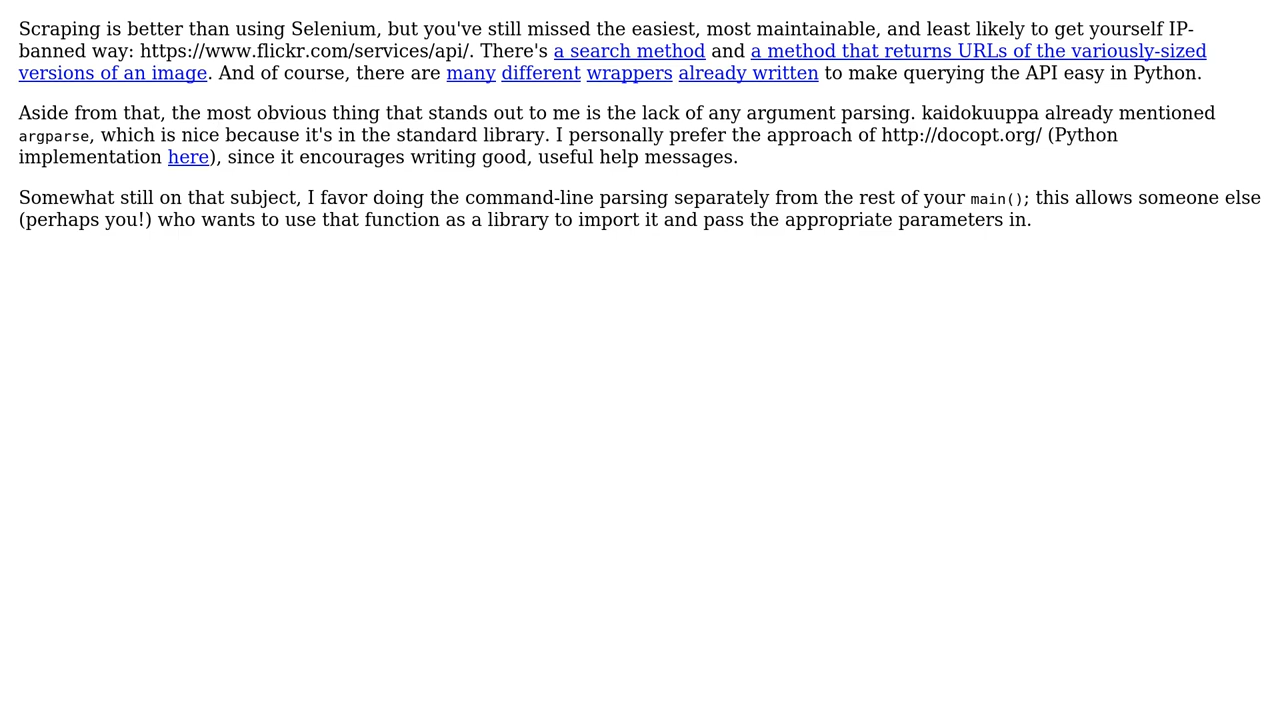 Scraping is better than using Selenium, but you've still missed the easiest, most maintainable, and least likely to get yourself IP-
banned way: https://www.flickr.com/services/api/. There's a search method and a method that returns URLs of the variously-sized
versions of an image. And of course, there are many different wrappers already written to make querying the API easy in Python.
Aside from that, the most obvious thing that stands out to me is the lack of any argument parsing. kaidokuuppa already mentioned
argparse, which is nice because it's in the standard library. I personally prefer the approach of http://docopt.org/ (Python
implementation here), since it encourages writing good, useful help messages.
Somewhat still on that subject, I favor doing the command-line parsing separately from the rest of your main(); this allows someone else
(perhaps you!) who wants to use that function as a library to import it and pass the appropriate parameters in.